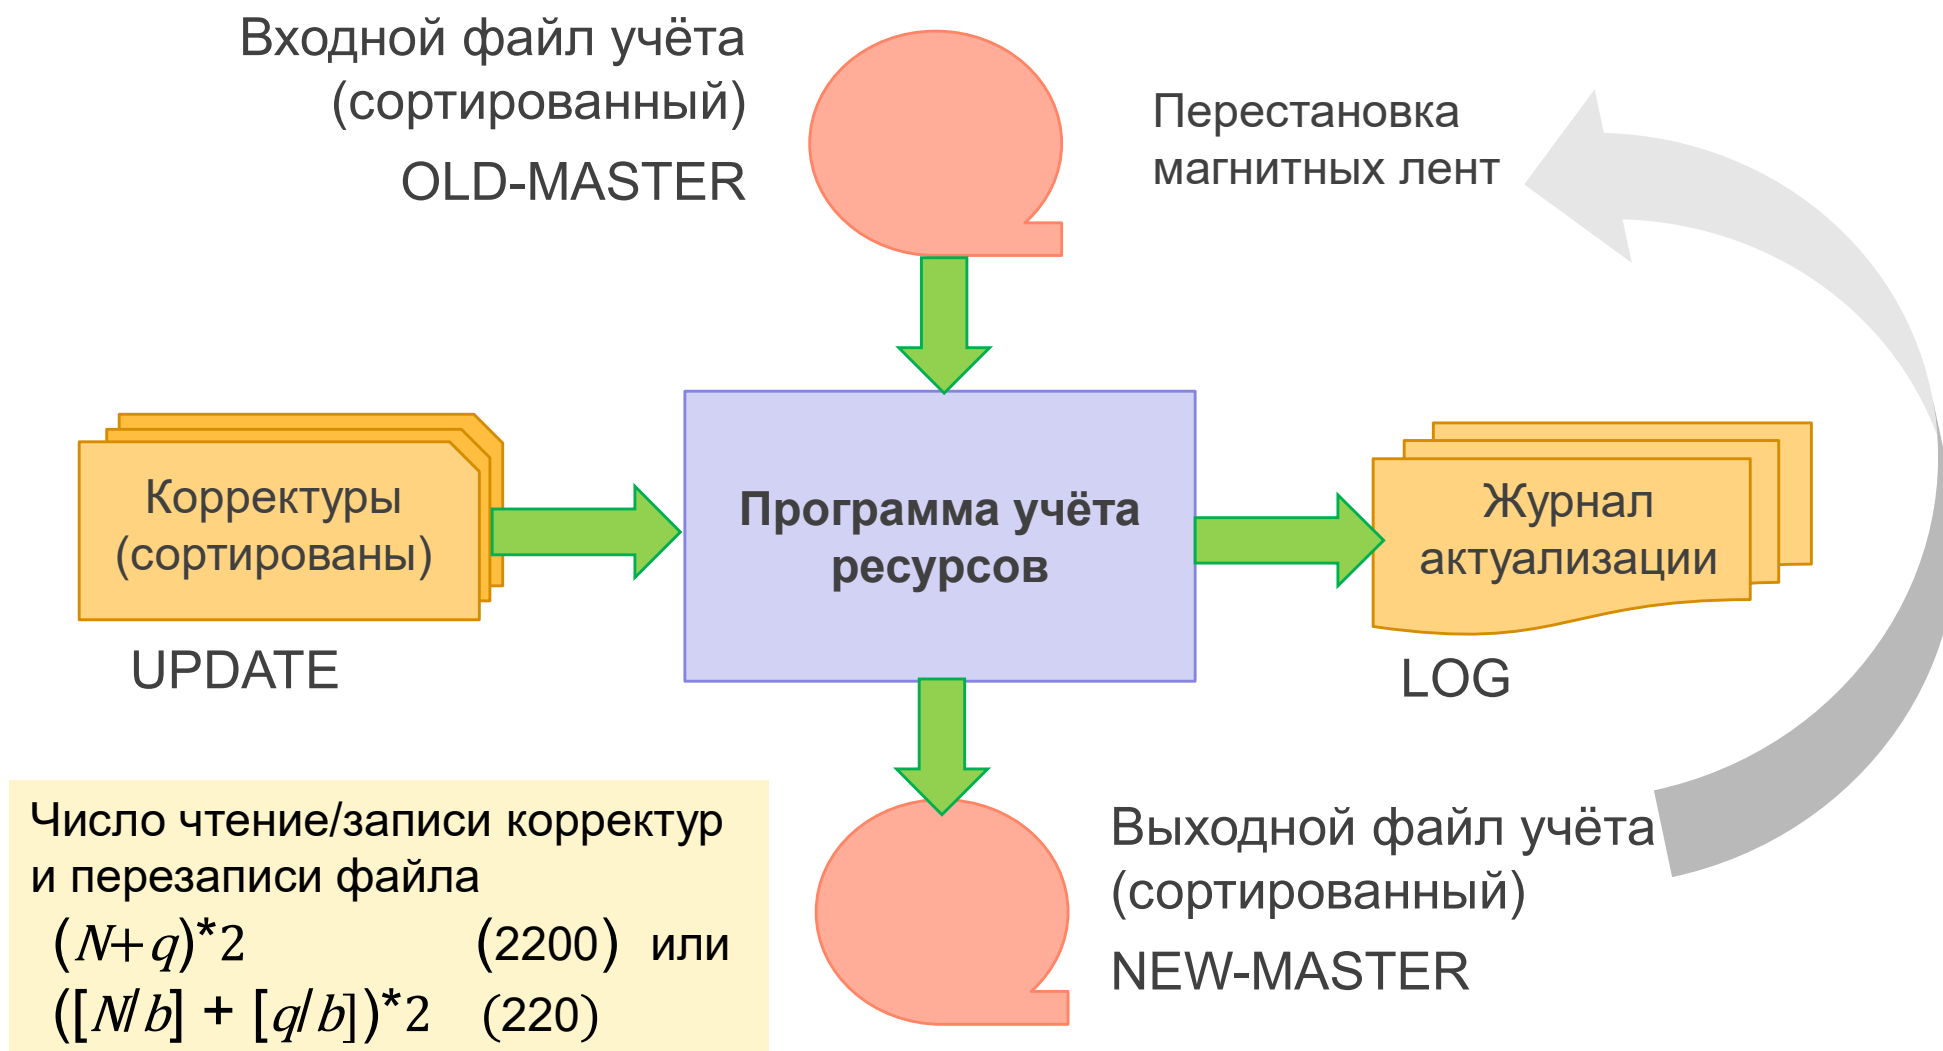 Входной файл учёта
(сортированный)
OLD-MASTER
Перестановка
магнитных лент
Корректуры
(сортированы)
UPDATE
Программа учёта
ресурсов
Журнал
актуализации
LOG
Число чтение/записи корректур
и перезаписи файла
(N+q)*2 (2200) или
([N/b] + [q/b])*2 (220)
Выходной файл учёта
(сортированный)
NEW-MASTER